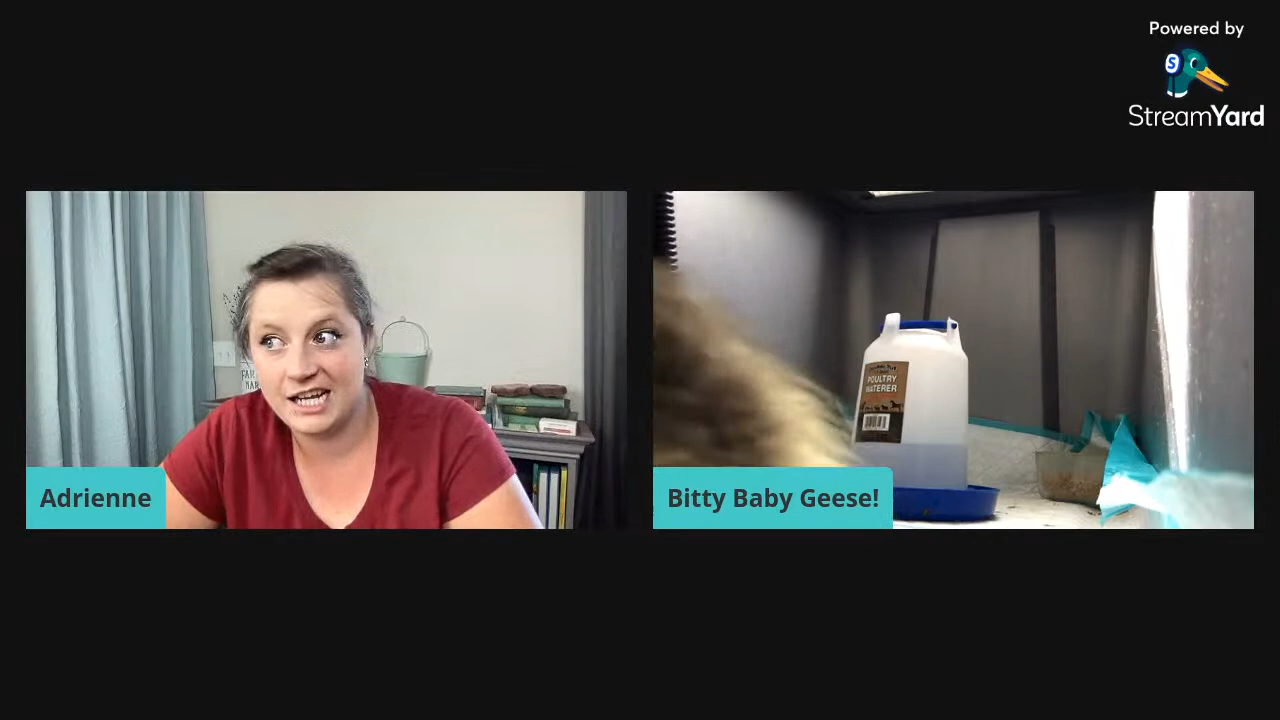 Powered by
S
StreamYard
POULTRY
WATERER
Adrienne
Bitty Baby Geese!